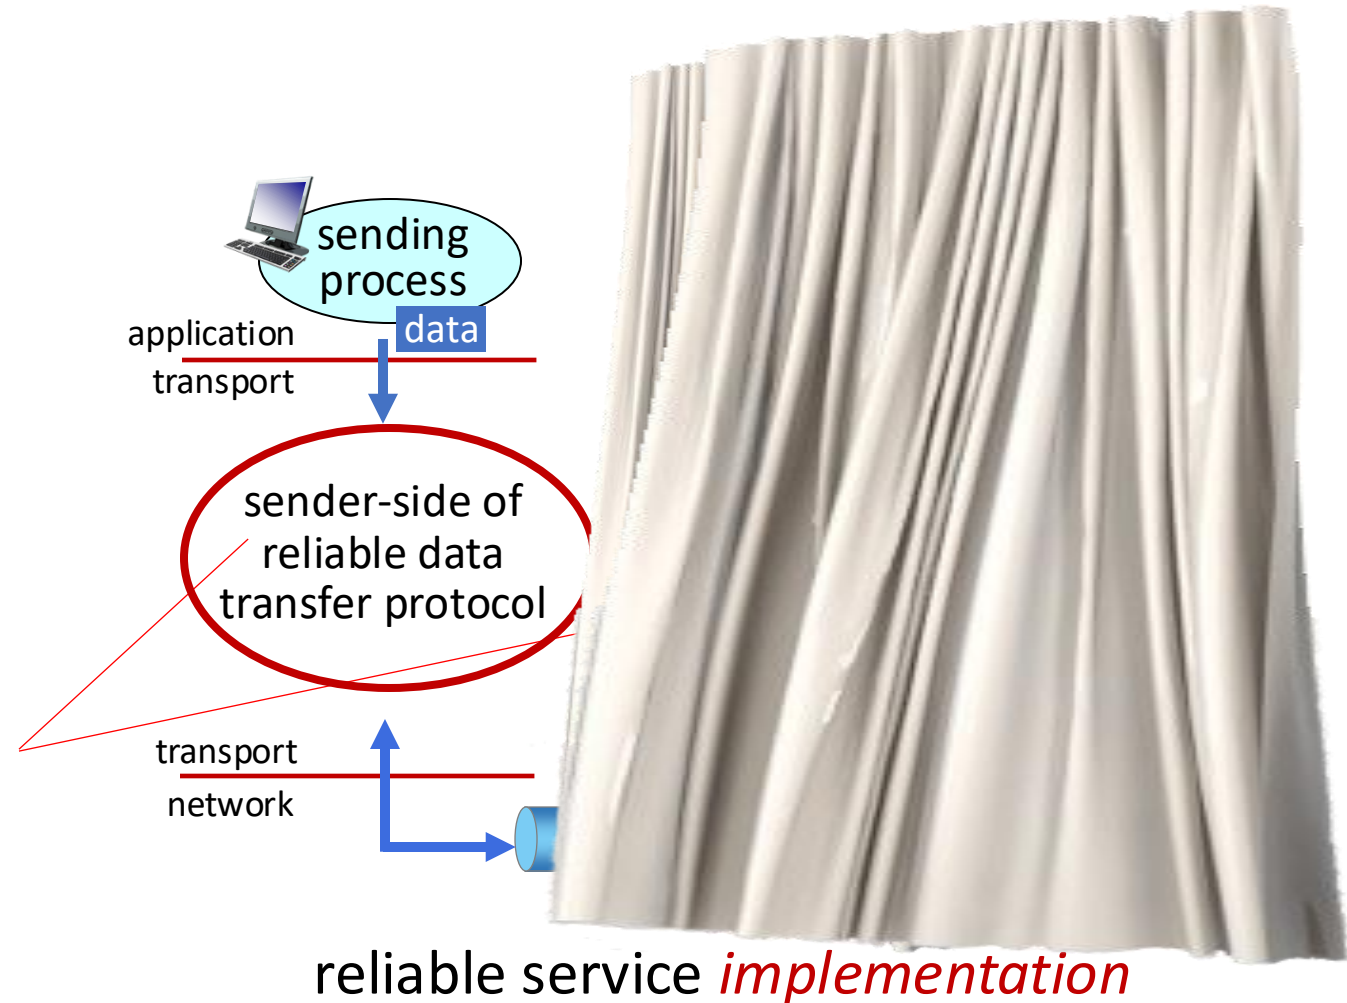 sending
process
data
application
transport
sender-side of
reliable data
transfer protocol
transport
network
reliable service implementation